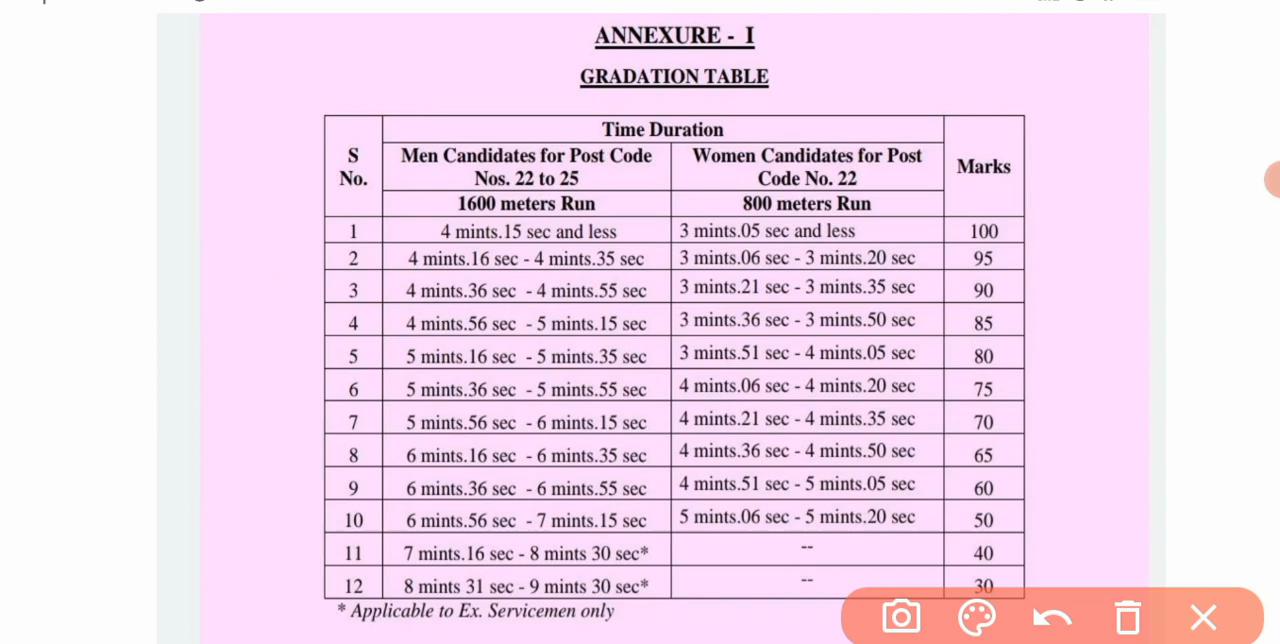 ANNEXURE - I
GRADATION TABLE
S No. Time Duration Marks
Men Candidates for Post Code Nos. 22 to 25 Women Candidates for Post Code No. 22
1600 meters Run 800 meters Run
1 4 mints.15 sec and less 3 mints.05 sec and less 100
2 4 mints.16 sec - 4 mints.35 sec 3 mints.06 sec - 3 mints.20 sec 95
3 4 mints.36 sec - 4 mints.55 sec 3 mints.21 sec - 3 mints.35 sec 90
4 4 mints.56 sec - 5 mints.15 sec 3 mints.36 sec - 3 mints.50 sec 85
5 5 mints.16 sec - 5 mints.35 sec 3 mints.51 sec - 4 mints.05 sec 80
6 5 mints.36 sec - 5 mints.55 sec 4 mints.06 sec - 4 mints.20 sec 75
7 5 mints.56 sec - 6 mints.15 sec 4 mints.21 sec - 4 mints.35 sec 70
8 6 mints.16 sec - 6 mints.35 sec 4 mints.36 sec - 4 mints.50 sec 65
9 6 mints.36 sec - 6 mints.55 sec 4 mints.51 sec - 5 mints.05 sec 60
10 6 mints.56 sec - 7 mints.15 sec 5 mints.06 sec - 5 mints.20 sec 50
11 7 mints.16 sec - 8 mints 30 sec* -- 40
12 8 mints 31 sec - 9 mints 30 sec* -- 30
* Applicable to Ex. Servicemen only